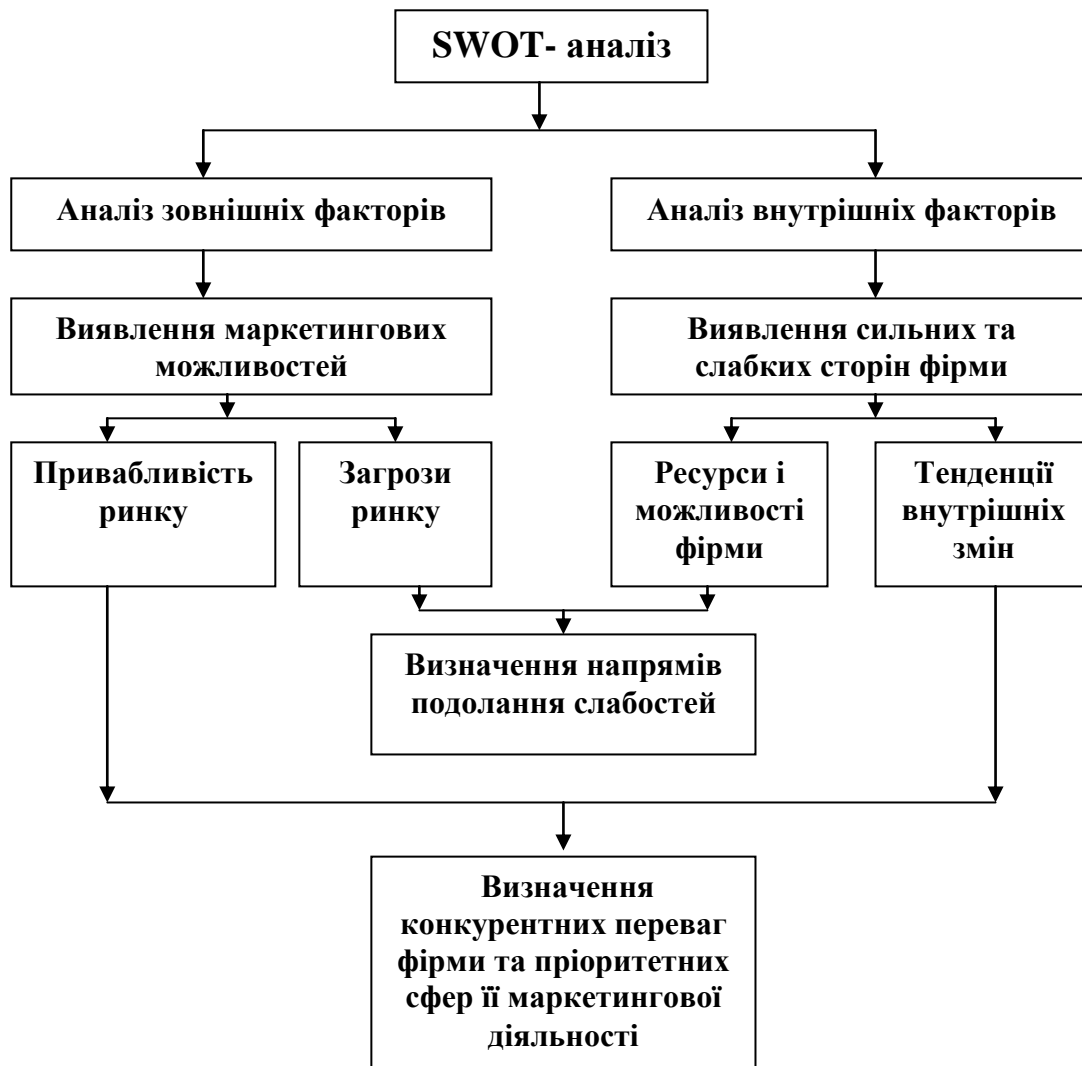 SWOT- аналіз
Аналіз зовнішніх факторів
Аналіз внутрішніх факторів
Виявлення маркетингових
можливостей
Виявлення сильних та
слабких сторін фірми
Привабливість
ринку
Загрози
ринку
Ресурси і
можливості
фірми
Тенденції
внутрішніх
змін
Визначення напрямів
подолання слабостей
Визначення
конкурентних переваг
фірми та пріоритетних
сфер її маркетингової
діяльності